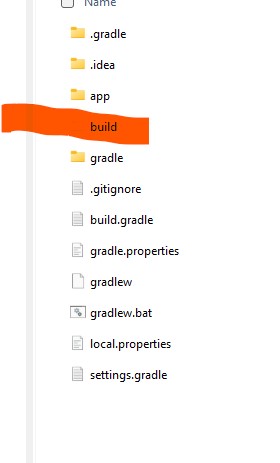 Name
.gradle
.idea
app
build
gradle
.gitignore
build.gradle
gradle.properties
gradlew
gradlew.bat
local.properties
settings.gradle